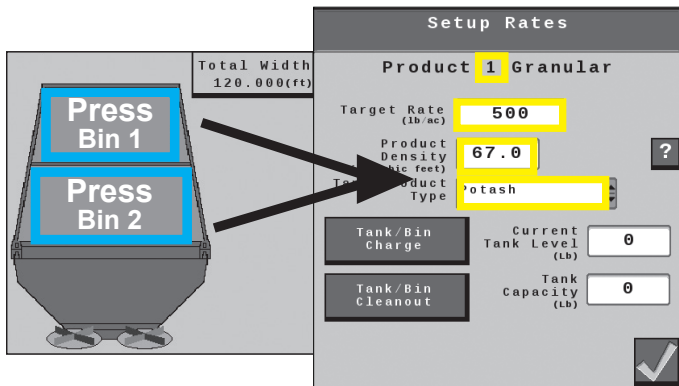 Total Width
120.000(ft)
Press
Bin 1
Press
Bin 2
Setup Rates
Product 1 Granular
Target Rate
(lb/ac)
500
Product
Density
feet)
67.0
?
Type
Potash
Tank/Bin
Charge
Current
Tank Level
(Lb)
0
Tank/Bin
Cleanout
Tank
Capacity
(Lb)
0